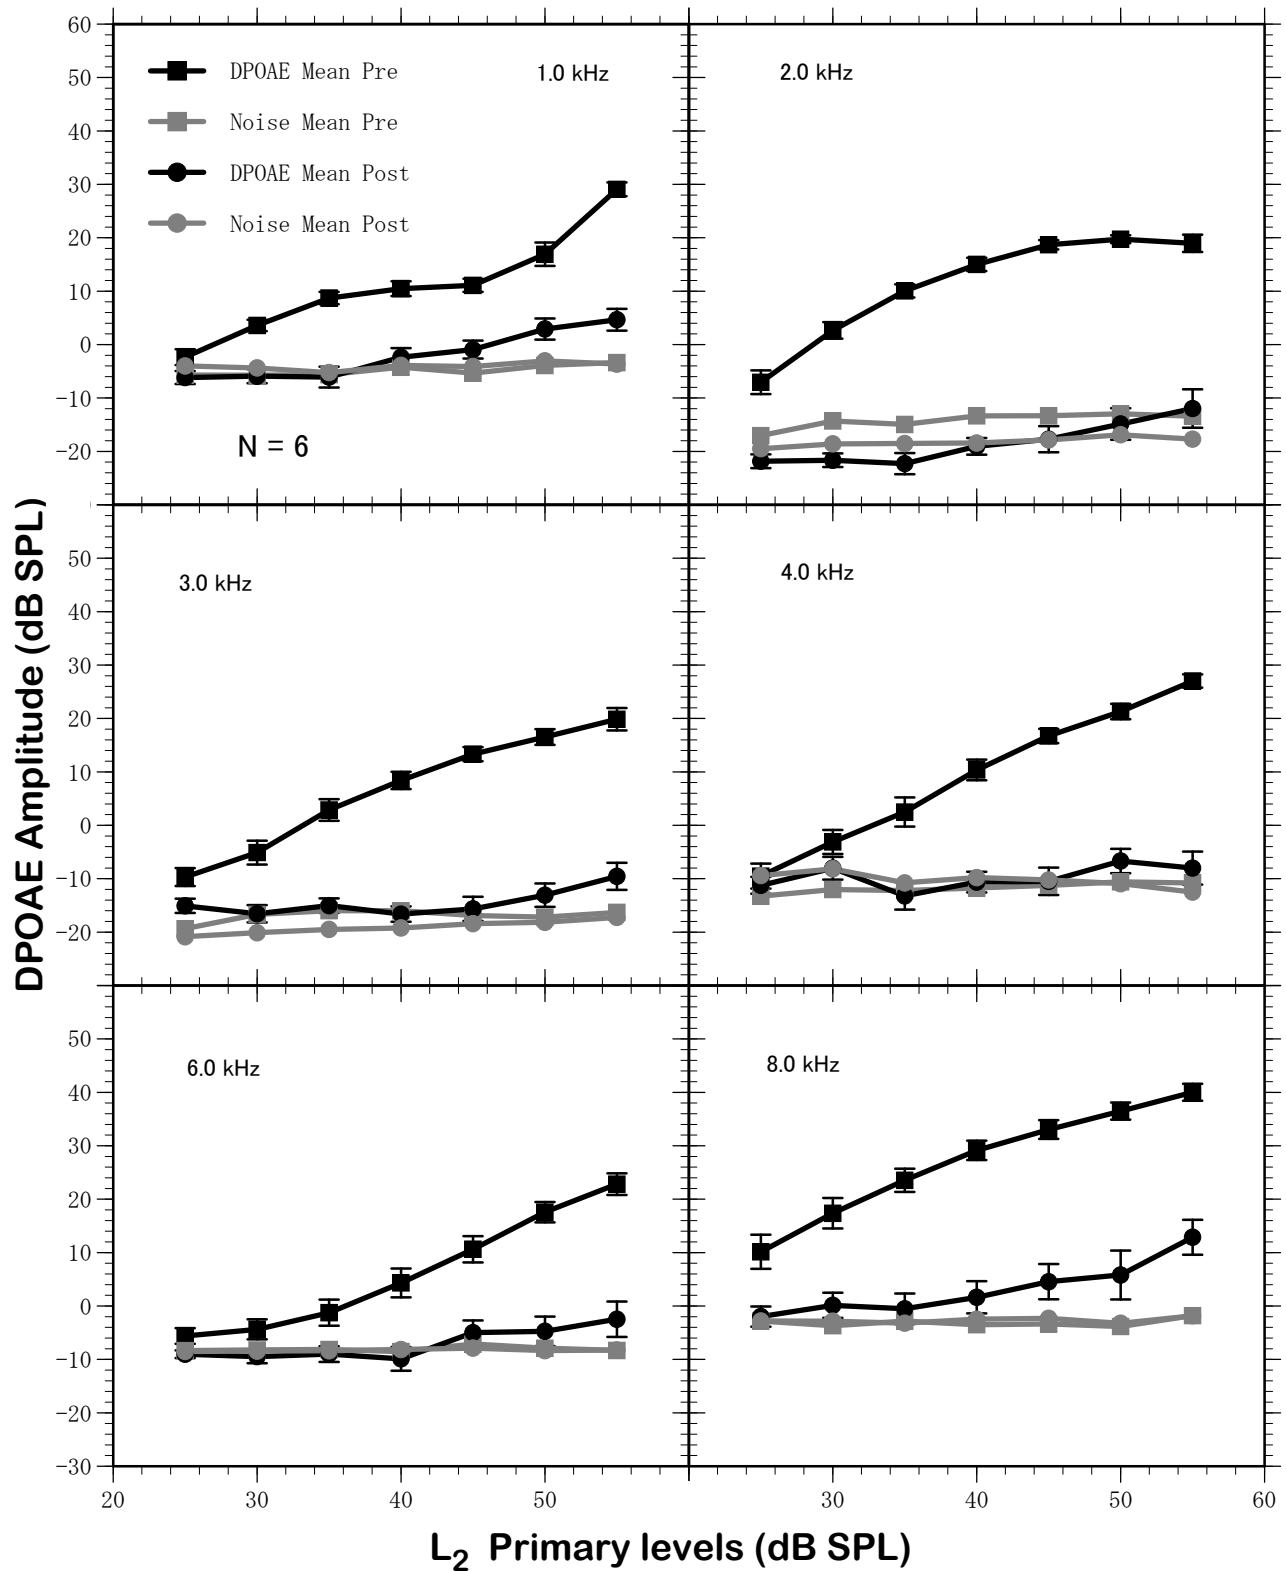 60
50
40
30
20
10
0
-10
-20
DPOAE Mean Pre
Noise Mean Pre
DPOAE Mean Post
Noise Mean Post
1.0 kHz
N = 6
2.0 kHz
50
40
30
20
10
0
-10
-20
3.0 kHz
4.0 kHz
50
40
30
20
10
0
-10
-20
-30
6.0 kHz
8.0 kHz
20
30
40
50
30
40
50
60
DPOAE Amplitude (dB SPL)
L2 Primary levels (dB SPL)